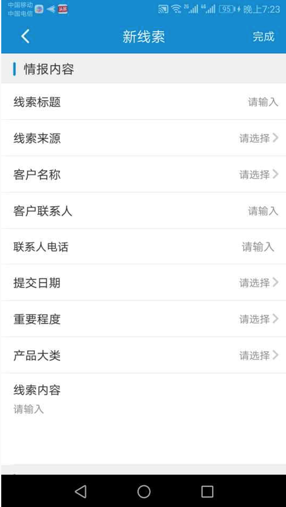 中国移动
中国电信
93
晚上7:23
新线索
完成
情报内容
线索标题 请输入
线索来源 请选择
客户名称 请选择
客户联系人 请输入
联系人电话 请输入
提交日期 请选择
重要程度 请选择
产品大类 请选择
线索内容
请输入